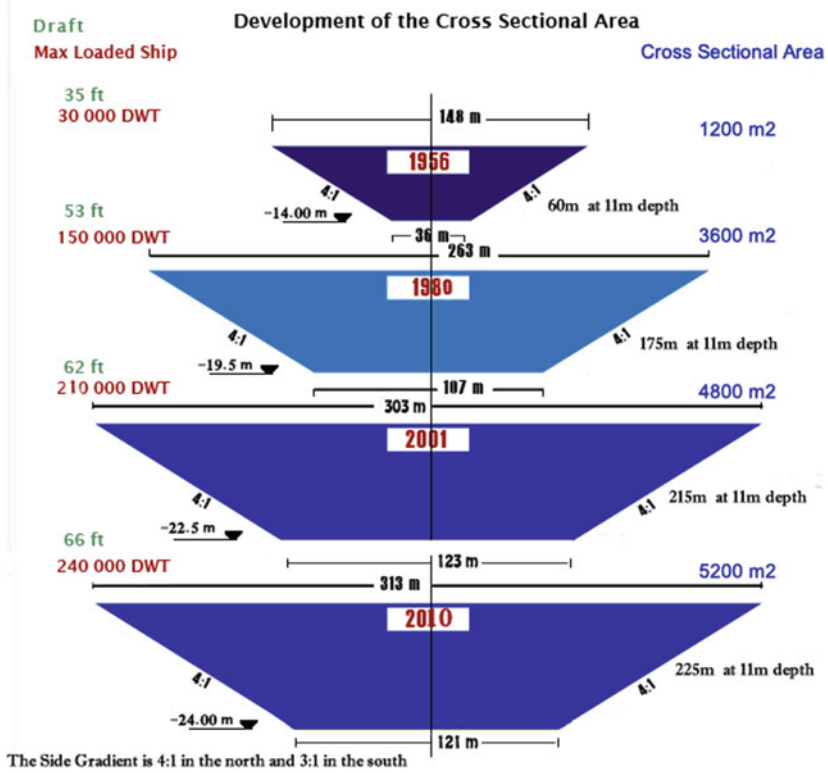 Development of the Cross Sectional Area
Draft
Max Loaded Ship
Cross Sectional Area
35 ft
30 000 DWT
148 m
1200 m2
1956
4:1
4:1
60m at 11m depth
-14.00 m
36 m
53 ft
150 000 DWT
3600 m2
263 m
1980
4:1
4:1
175m at 11m depth
-19.5 m
107 m
62 ft
210 000 DWT
4800 m2
303 m
2001
4:1
4:1
215m at 11m depth
-22.5 m
123 m
66 ft
240 000 DWT
5200 m2
313 m
2010
4:1
4:1
225m at 11m depth
-24.00 m
121 m
The Side Gradient is 4:1 in the north and 3:1 in the south